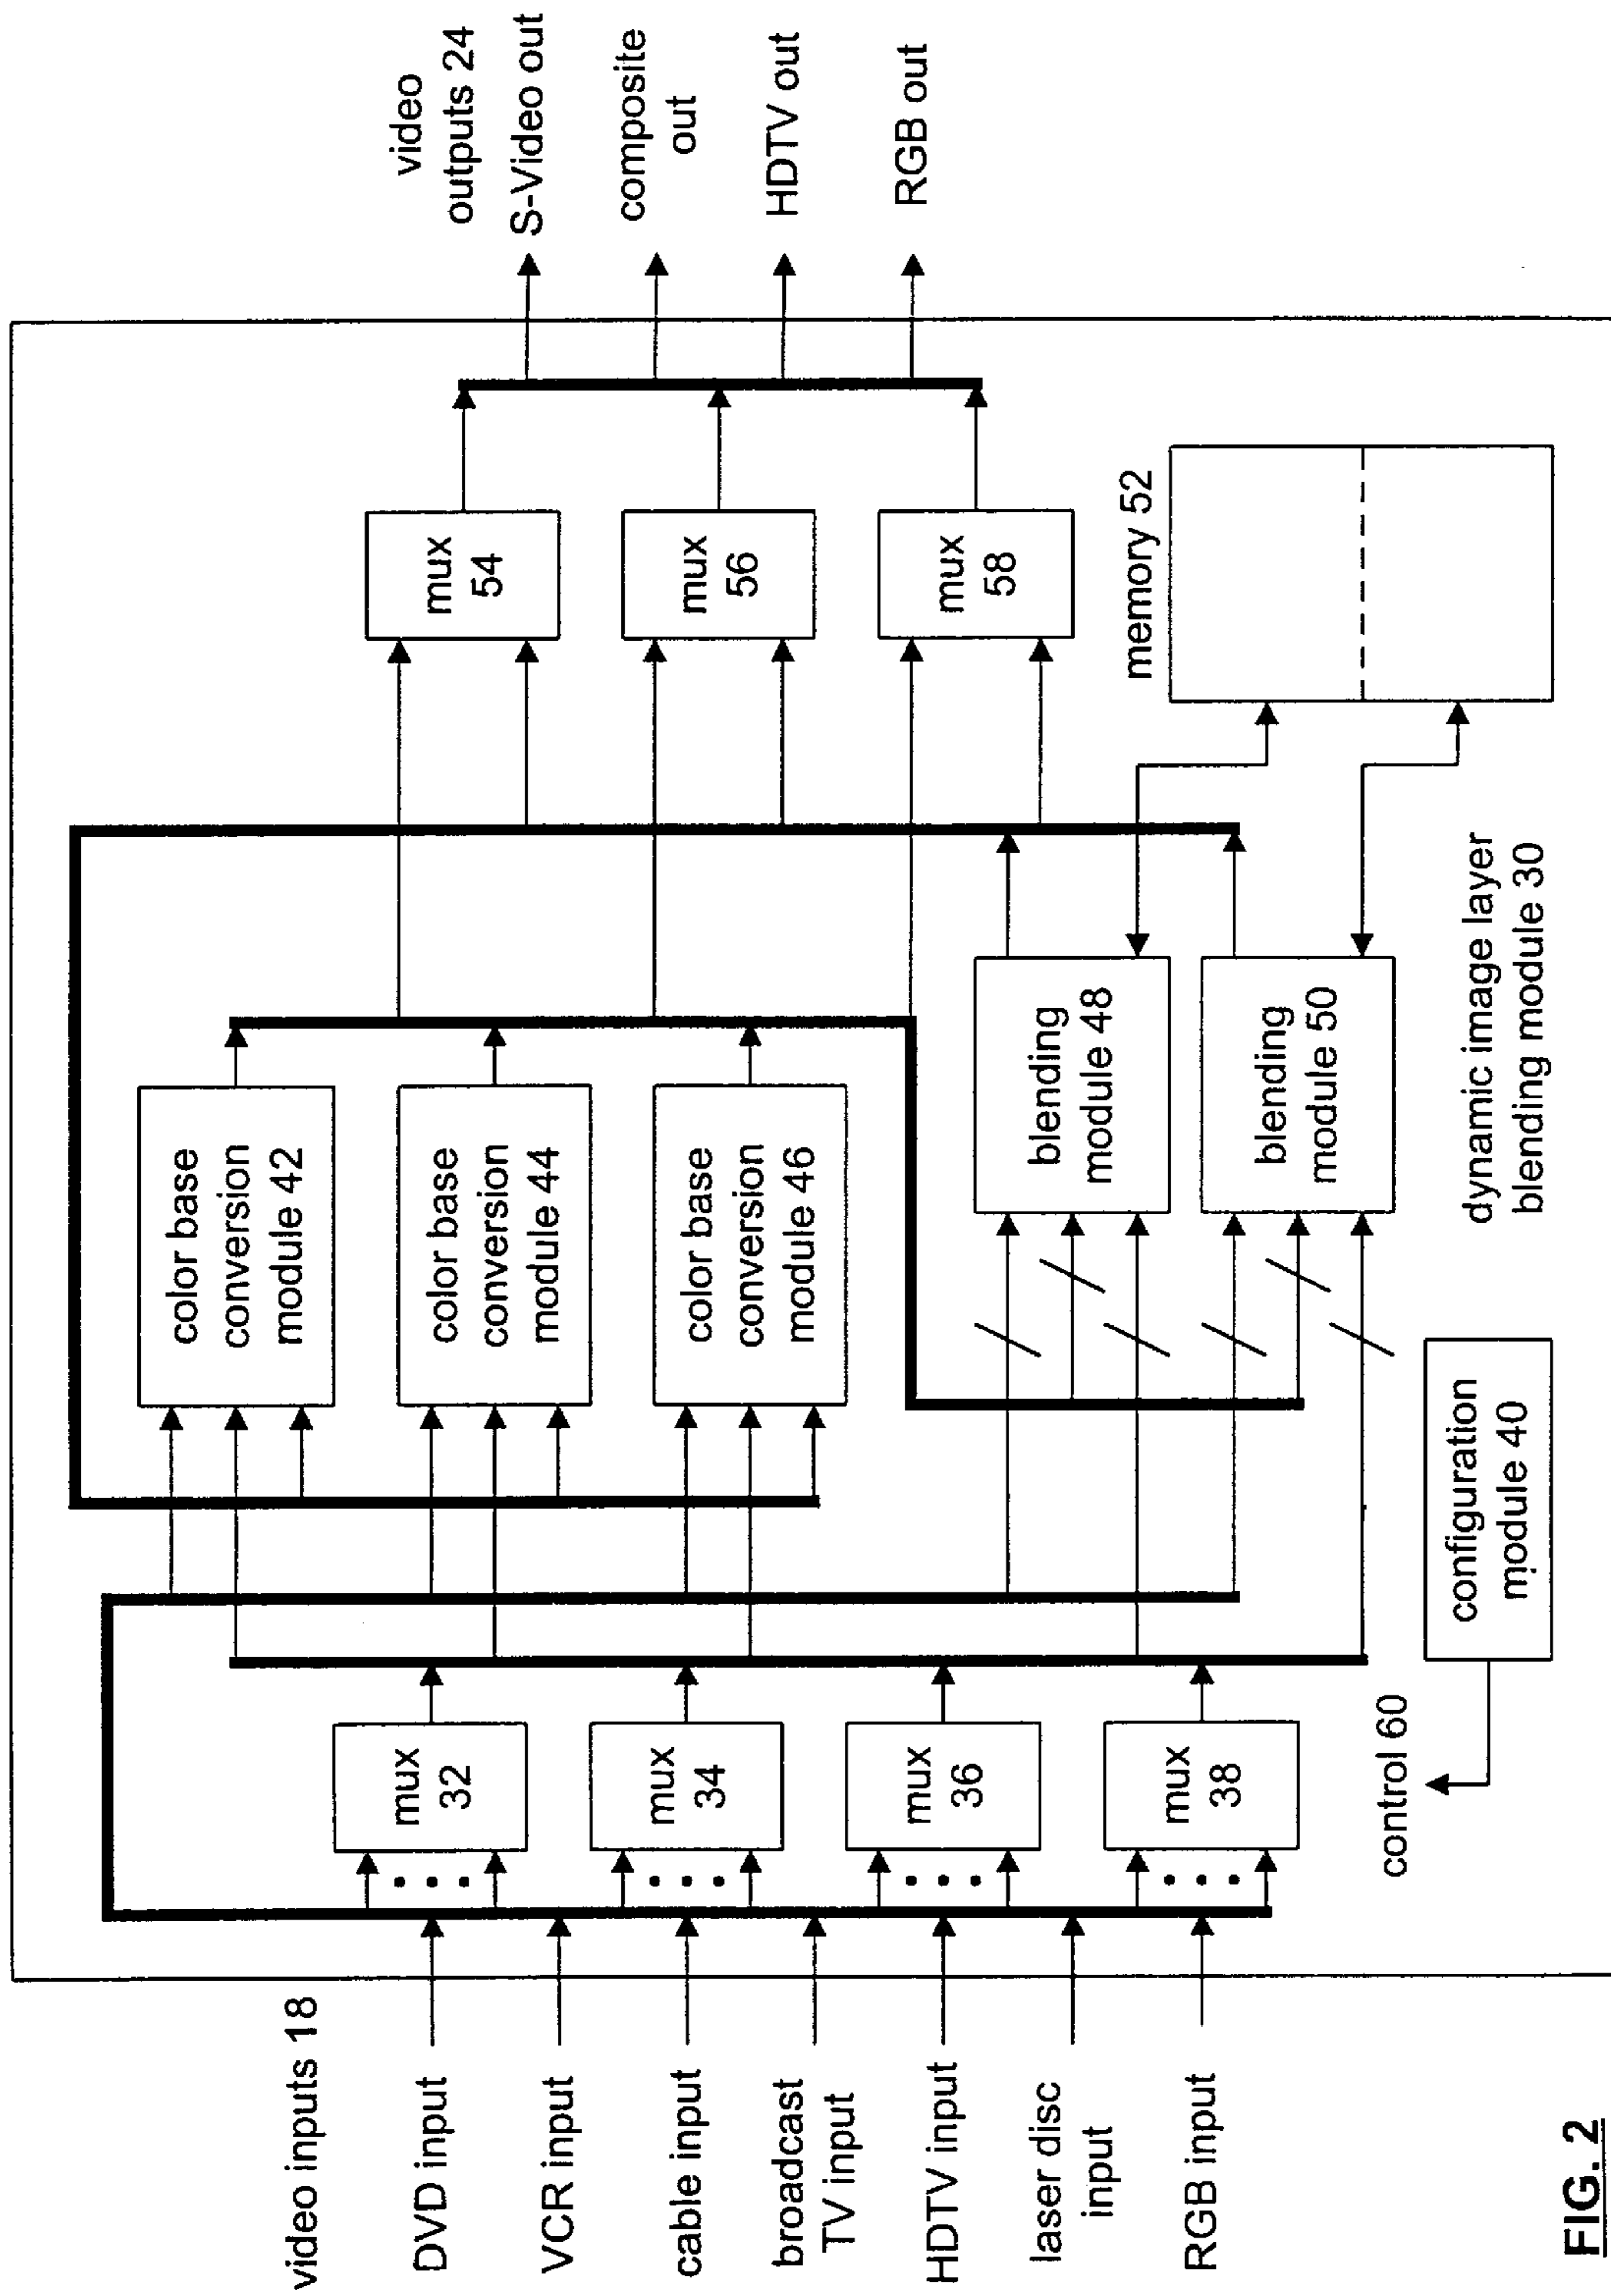 video inputs 18
DVD input
VCR input
cable input
broadcast
TV input
HDTV input
laser disc
input
RGB input
mux
32
mux
34
mux
36
mux
38
control 60
configuration
module 40
color base
conversion
module 42
color base
conversion
module 44
color base
conversion
module 46
blending
module 48
blending
module 50
dynamic image layer
blending module 30
mux
54
mux
56
mux
58
memory 52
video
outputs 24
S-Video out
composite
out
HDTV out
RGB out
FIG. 2